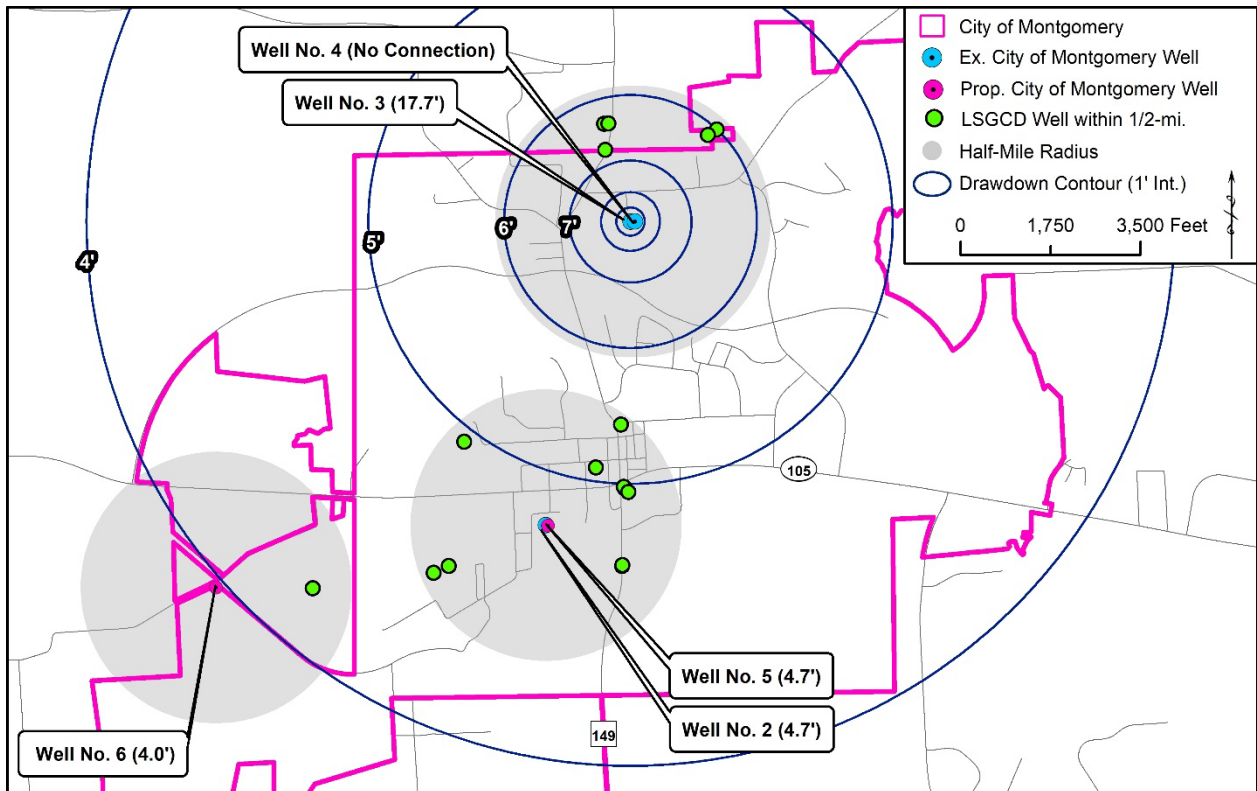 Well No. 4 (No Connection)
Well No. 3 (17.7')
City of Montgomery
Ex. City of Montgomery Well
Prop. City of Montgomery Well
LSGCD Well within 1/2-mi.
Half-Mile Radius
Drawdown Contour (1' Int.)
0 1,750 3,500 Feet
4'
5'
6'
7'
105
Well No. 5 (4.7')
Well No. 2 (4.7')
149
Well No. 6 (4.0')